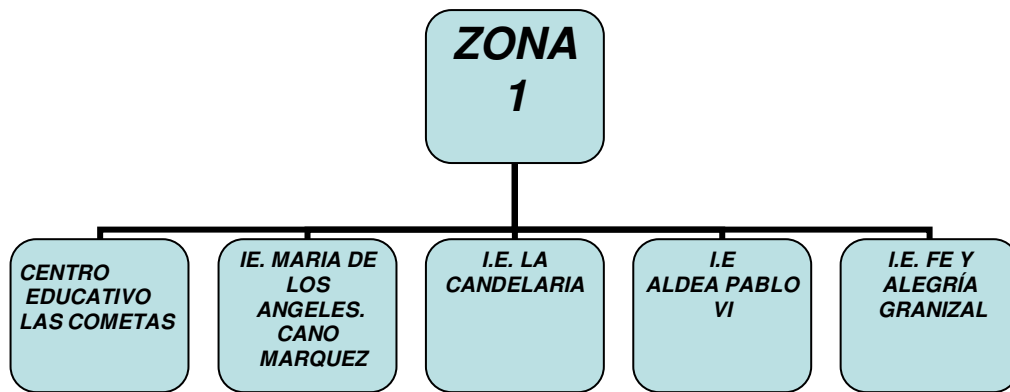 ZONA
1
CENTRO
EDUCATIVO
LAS COMETAS
IE. MARIA DE
LOS
ANGELES.
CANO
MARQUEZ
I.E. LA
CANDELARIA
I.E
ALDEA PABLO
VI
I.E. FE Y
ALEGRÍA
GRANIZAL